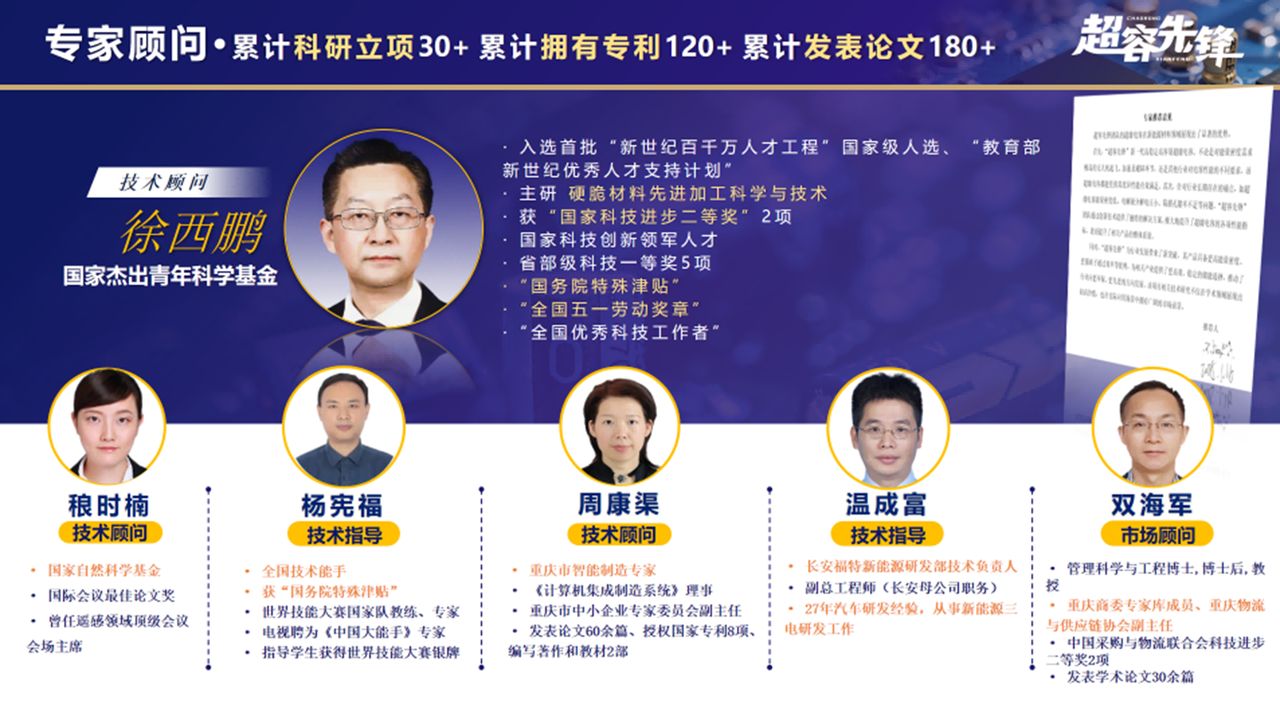 专家顾问•累计科研立项30+ 累计拥有专利120+ 累计发表论文180+
超容先锋
CHAORONG
XIANFENG
专家推荐意见
技术顾问
徐西鹏
国家杰出青年科学基金
· 入选首批“新世纪百千万人才工程”国家级人选、“教育部
新世纪优秀人才支持计划”
· 主研 硬脆材料先进加工科学与技术
· 获“国家科技进步二等奖”2项
· 国家科技创新领军人才
· 省部级科技一等奖5项
· “国务院特殊津贴”
· “全国五一劳动奖章”
· “全国优秀科技工作者”
稂时楠
技术顾问
• 国家自然科学基金
• 国际会议最佳论文奖
• 曾任遥感领域顶级会议
会场主席
杨宪福
技术指导
• 全国技术能手
• 获“国务院特殊津贴”
• 世界技能大赛国家队教练、专家
• 电视聘为《中国大能手》专家
• 指导学生获得世界技能大赛银牌
周康渠
技术顾问
• 重庆市智能制造专家
• 《计算机集成制造系统》理事
• 重庆市中小企业专家委员会副主任
• 发表论文60余篇、授权国家专利8项、
编写著作和教材2部
温成富
技术指导
• 长安福特新能源研发部技术负责人
• 副总工程师（长安母公司职务）
• 27年汽车研发经验，从事新能源三
电研发工作
双海军
市场顾问
• 管理科学与工程博士,博士后,教
授
• 重庆商委专家库成员、重庆物流
与供应链协会副主任
• 中国采购与物流联合会科技进步
二等奖2项
• 发表学术论文30余篇